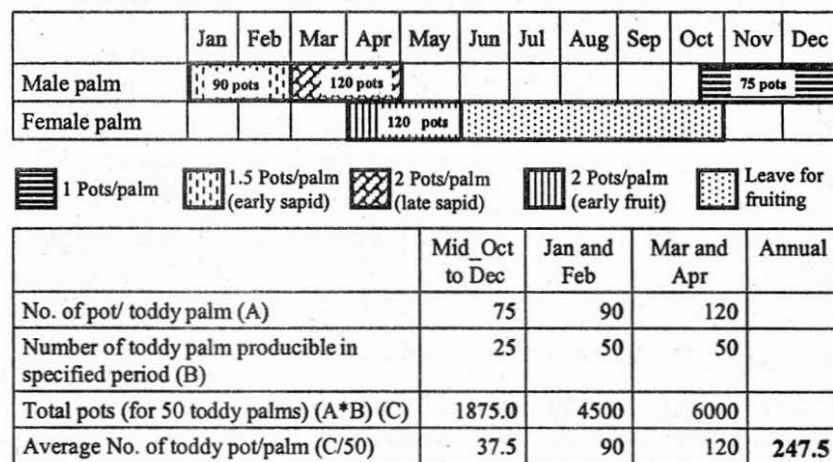 Jan Feb Mar Apr May Jun Jul Aug Sep Oct Nov Dec
Male palm 90 pots 120 pots 75 pots
Female palm 120 pots
1 Pots/palm
1.5 Pots/palm
(early sapid)
2 Pots/palm
(late sapid)
2 Pots/palm
(early fruit)
Leave for
fruiting
Mid_Oct to Dec Jan and Feb Mar and Apr Annual
No. of pot/ toddy palm (A) 75 90 120
Number of toddy palm producible in
specified period (B) 25 50 50
Total pots (for 50 toddy palms) (A*B) (C) 1875.0 4500 6000
Average No. of toddy pot/palm (C/50) 37.5 90 120 247.5